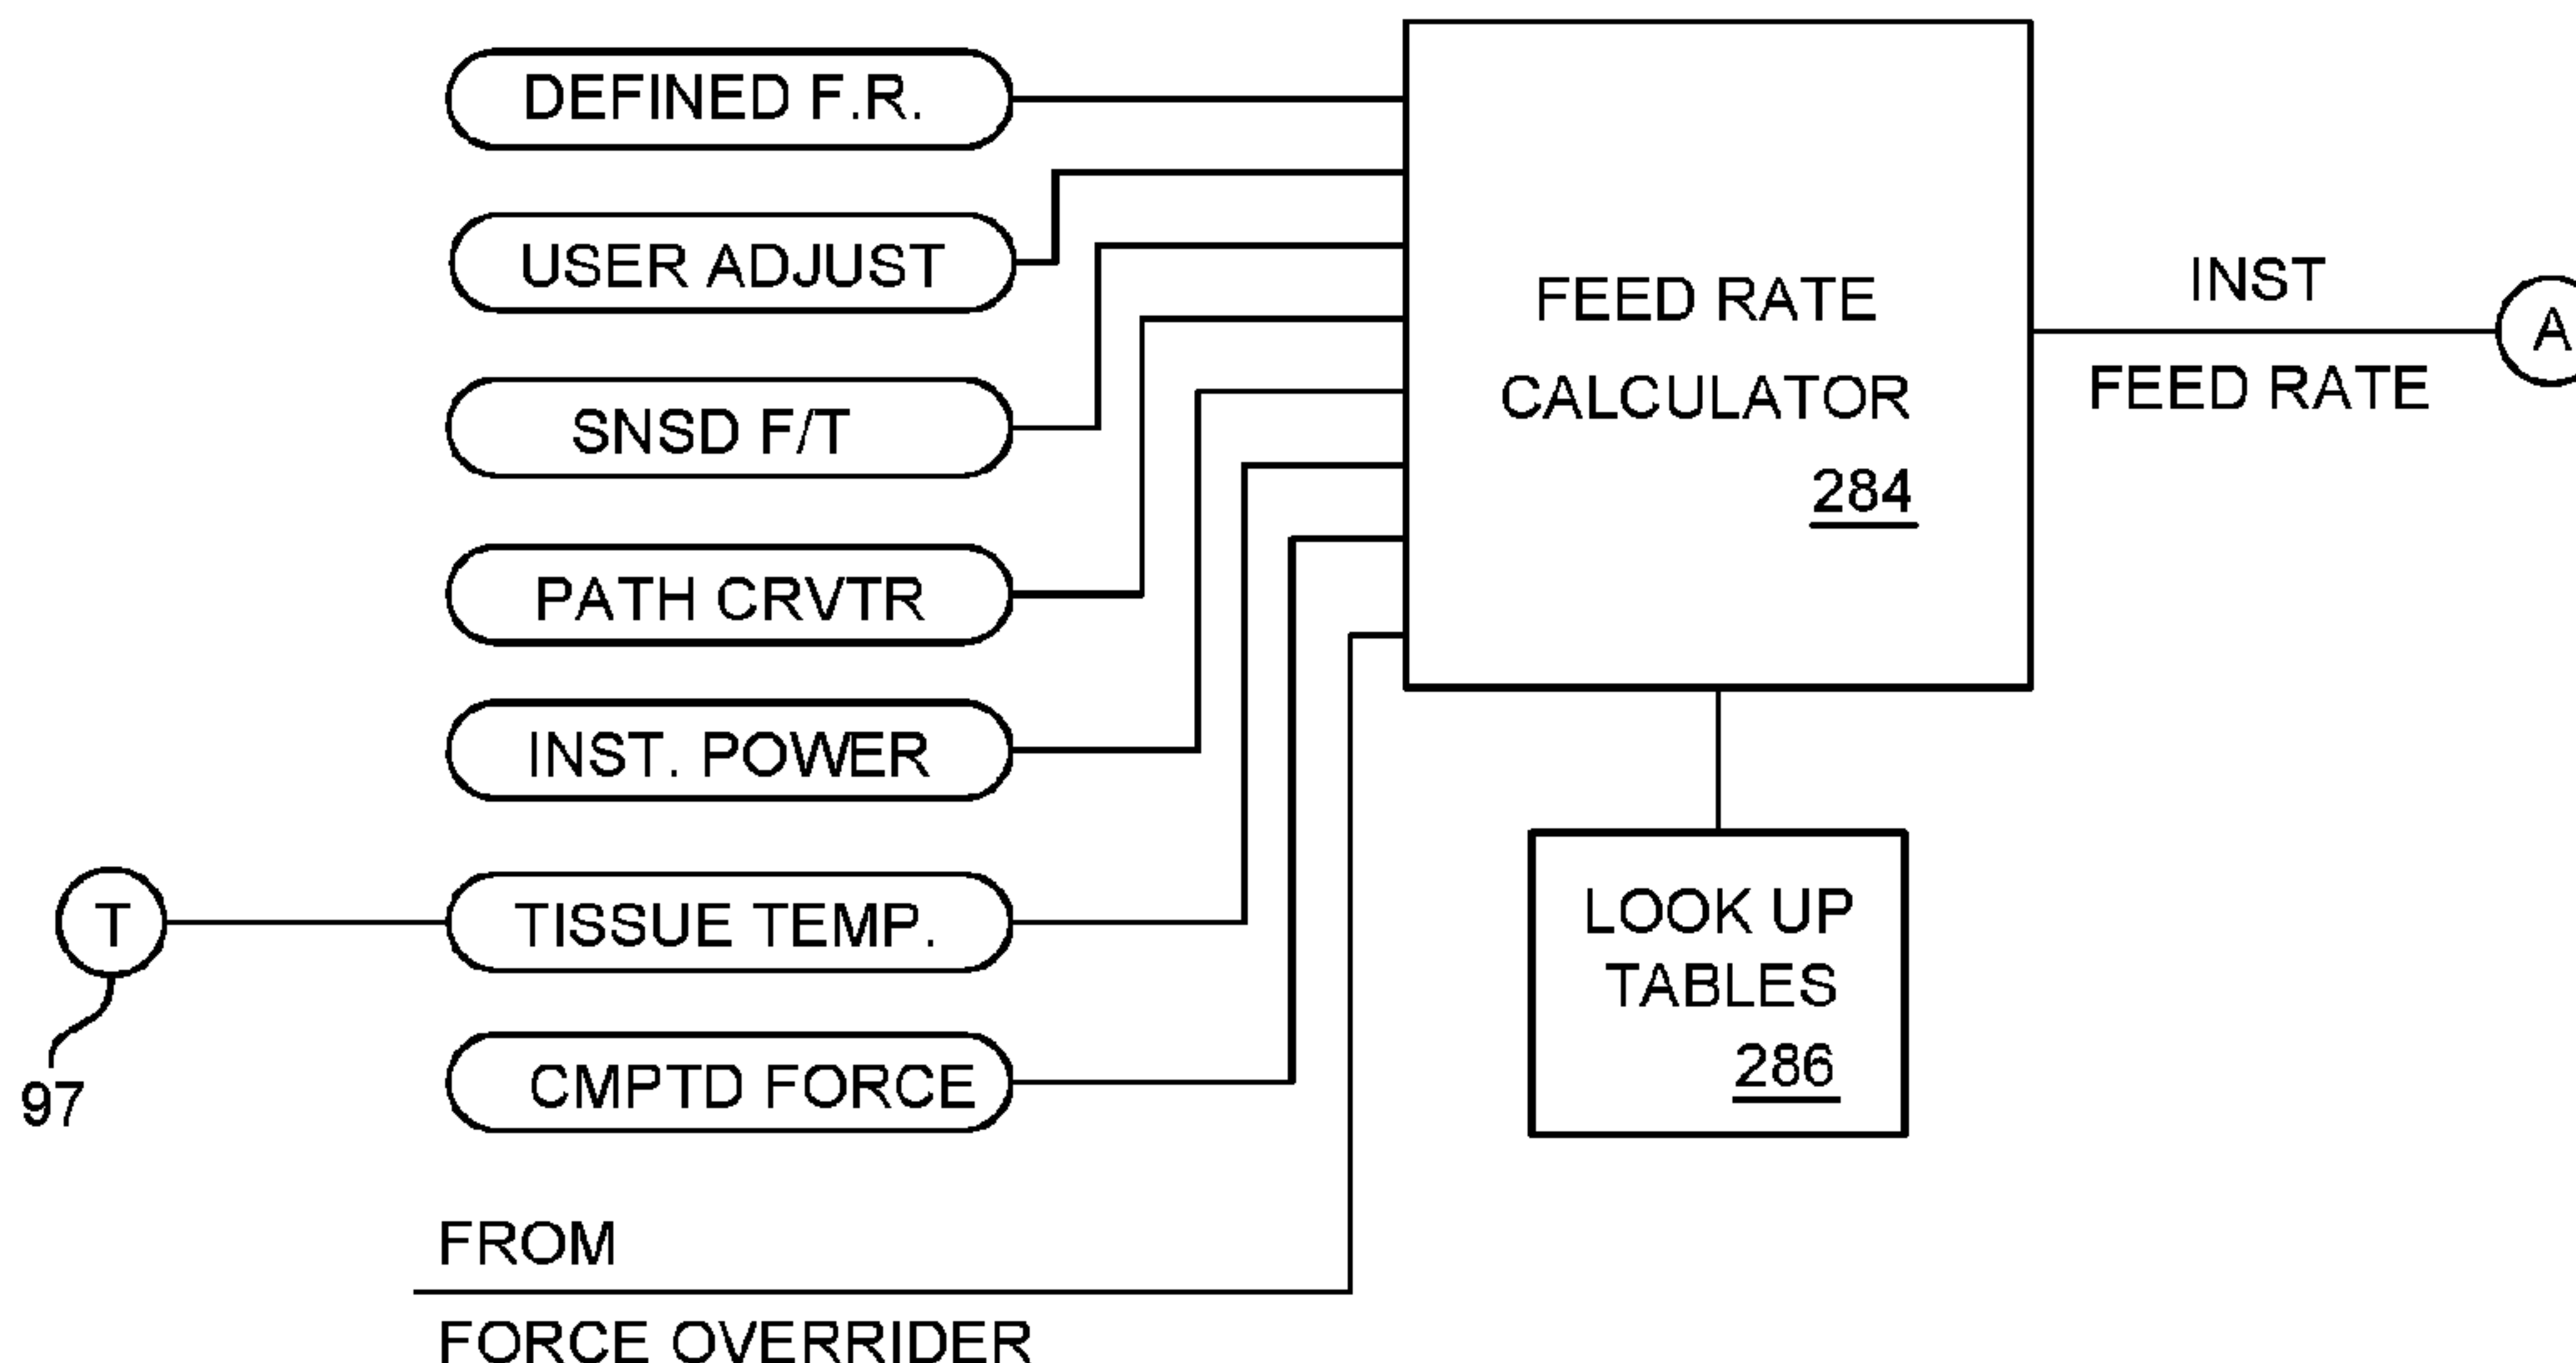 DEFINED F.R.
USER ADJUST
SNSD F/T
PATH CRVTR
INST. POWER
T
TISSUE TEMP.
97
CMPTD FORCE
FROM
FORCE OVERRIDER
FEED RATE
CALCULATOR
284
LOOK UP
TABLES
286
INST
FEED RATE
A